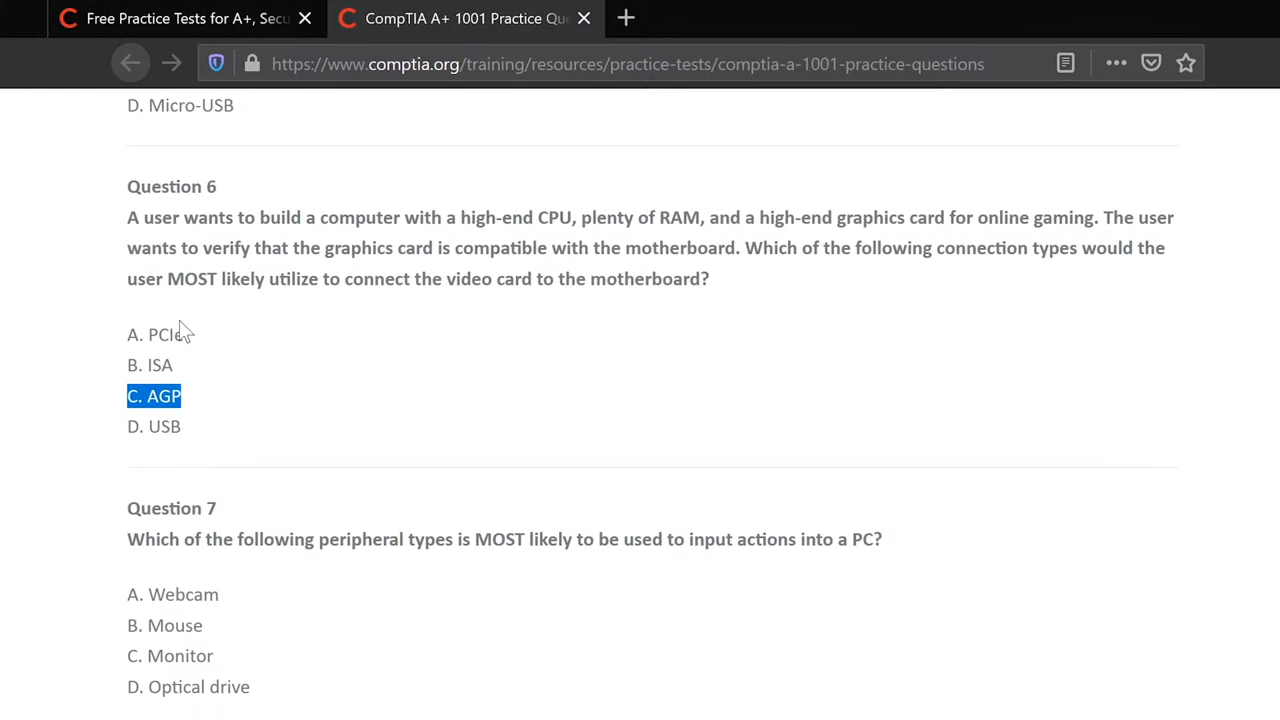 Free Practice Tests for A+, Secu
CompTIA A+ 1001 Practice Que
https://www.comptia.org/training/resources/practice-tests/comptia-a-1001-practice-questions
D. Micro-USB
Question 6
A user wants to build a computer with a high-end CPU, plenty of RAM, and a high-end graphics card for online gaming. The user
wants to verify that the graphics card is compatible with the motherboard. Which of the following connection types would the
user MOST likely utilize to connect the video card to the motherboard?
A. PCIe
B. ISA
C. AGP
D. USB
Question 7
Which of the following peripheral types is MOST likely to be used to input actions into a PC?
A. Webcam
B. Mouse
C. Monitor
D. Optical drive